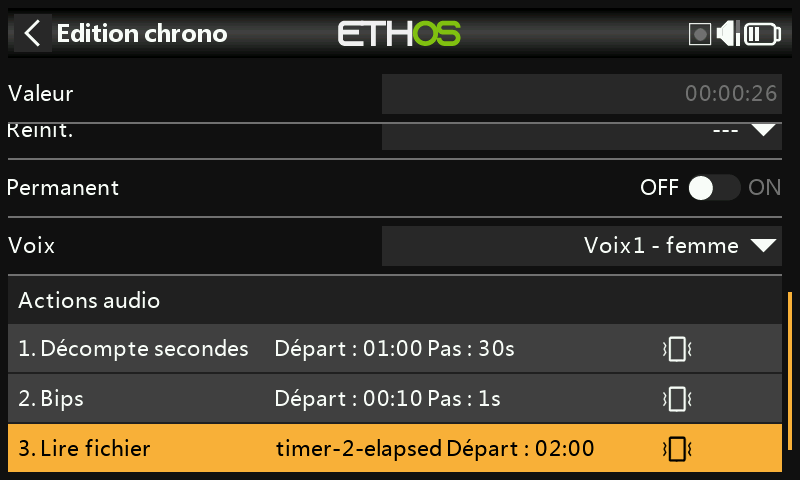 Edition chrono
ETHOS
Valeur 00:00:26
Réinit. ---
Permanent OFF ON
Voix Voix1 - femme
Actions audio
1. Décompte secondes Départ : 01:00 Pas : 30s
2. Bips Départ : 00:10 Pas : 1s
3. Lire fichier timer-2-elapsed Départ : 02:00